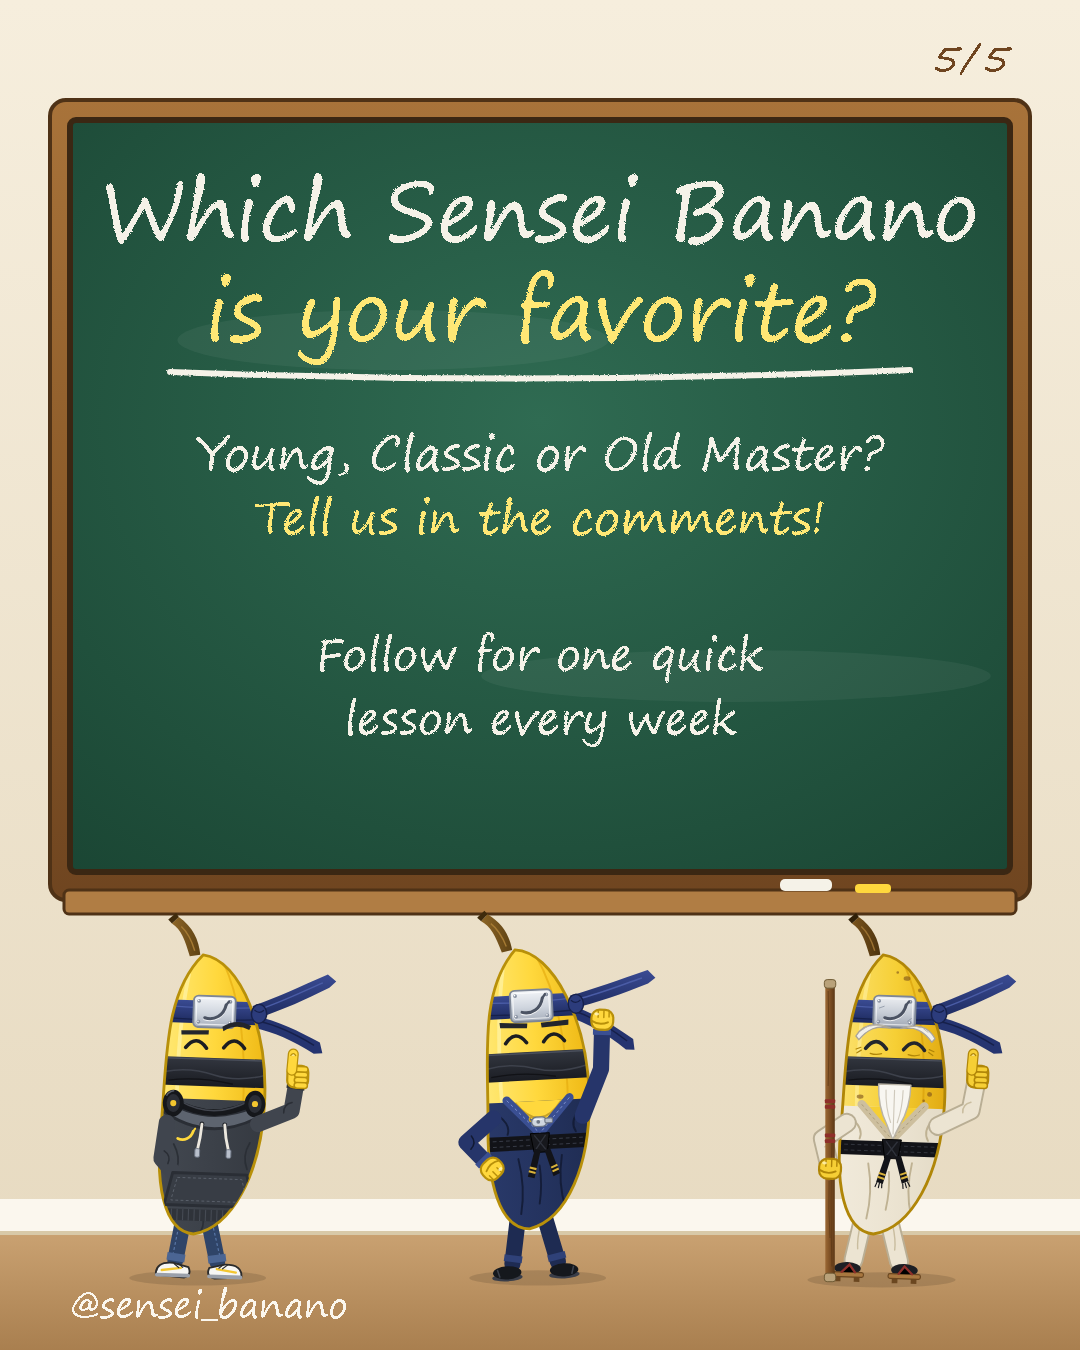 5/5
Which Sensei Banano
is your favorite?
Young, Classic or Old Master?
Tell us in the comments!
Follow for one quick
lesson every week
@sensei_banano